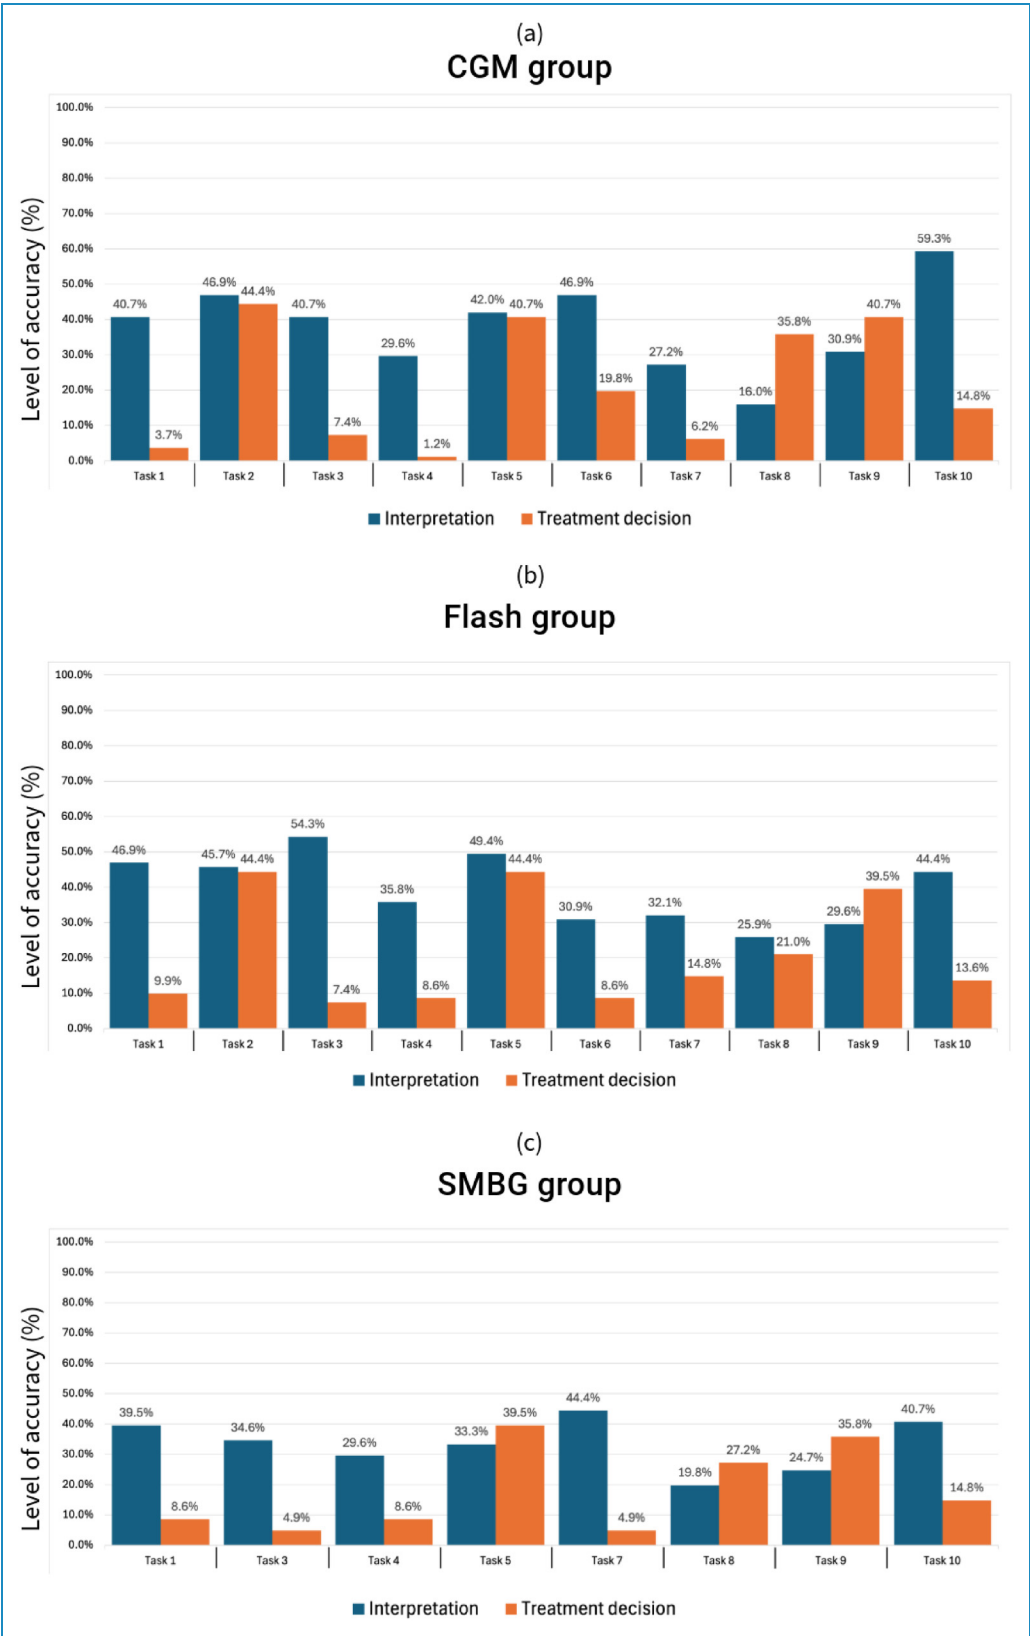 (a)
CGM group
Level of accuracy (%)
100.0%
90.0%
80.0%
70.0%
60.0%
50.0%
40.0%
30.0%
20.0%
10.0%
0.0%
40.7% 3.7% 46.9% 44.4% 40.7% 7.4% 29.6% 1.2% 42.0% 40.7% 46.9% 19.8% 27.2% 6.2% 16.0% 35.8% 30.9% 40.7% 59.3% 14.8%
Task 1 Task 2 Task 3 Task 4 Task 5 Task 6 Task 7 Task 8 Task 9 Task 10
Interpretation Treatment decision
(b)
Flash group
Level of accuracy (%)
100.0%
90.0%
80.0%
70.0%
60.0%
50.0%
40.0%
30.0%
20.0%
10.0%
0.0%
46.9% 9.9% 45.7% 44.4% 54.3% 7.4% 35.8% 8.6% 49.4% 44.4% 30.9% 8.6% 32.1% 14.8% 25.9% 21.0% 29.6% 39.5% 44.4% 13.6%
Task 1 Task 2 Task 3 Task 4 Task 5 Task 6 Task 7 Task 8 Task 9 Task 10
Interpretation Treatment decision
(c)
SMBG group
Level of accuracy (%)
100.0%
90.0%
80.0%
70.0%
60.0%
50.0%
40.0%
30.0%
20.0%
10.0%
0.0%
39.5% 8.6% 34.6% 4.9% 29.6% 8.6% 33.3% 39.5% 44.4% 4.9% 19.8% 27.2% 24.7% 35.8% 40.7% 14.8%
Task 1 Task 3 Task 4 Task 5 Task 7 Task 8 Task 9 Task 10
Interpretation Treatment decision